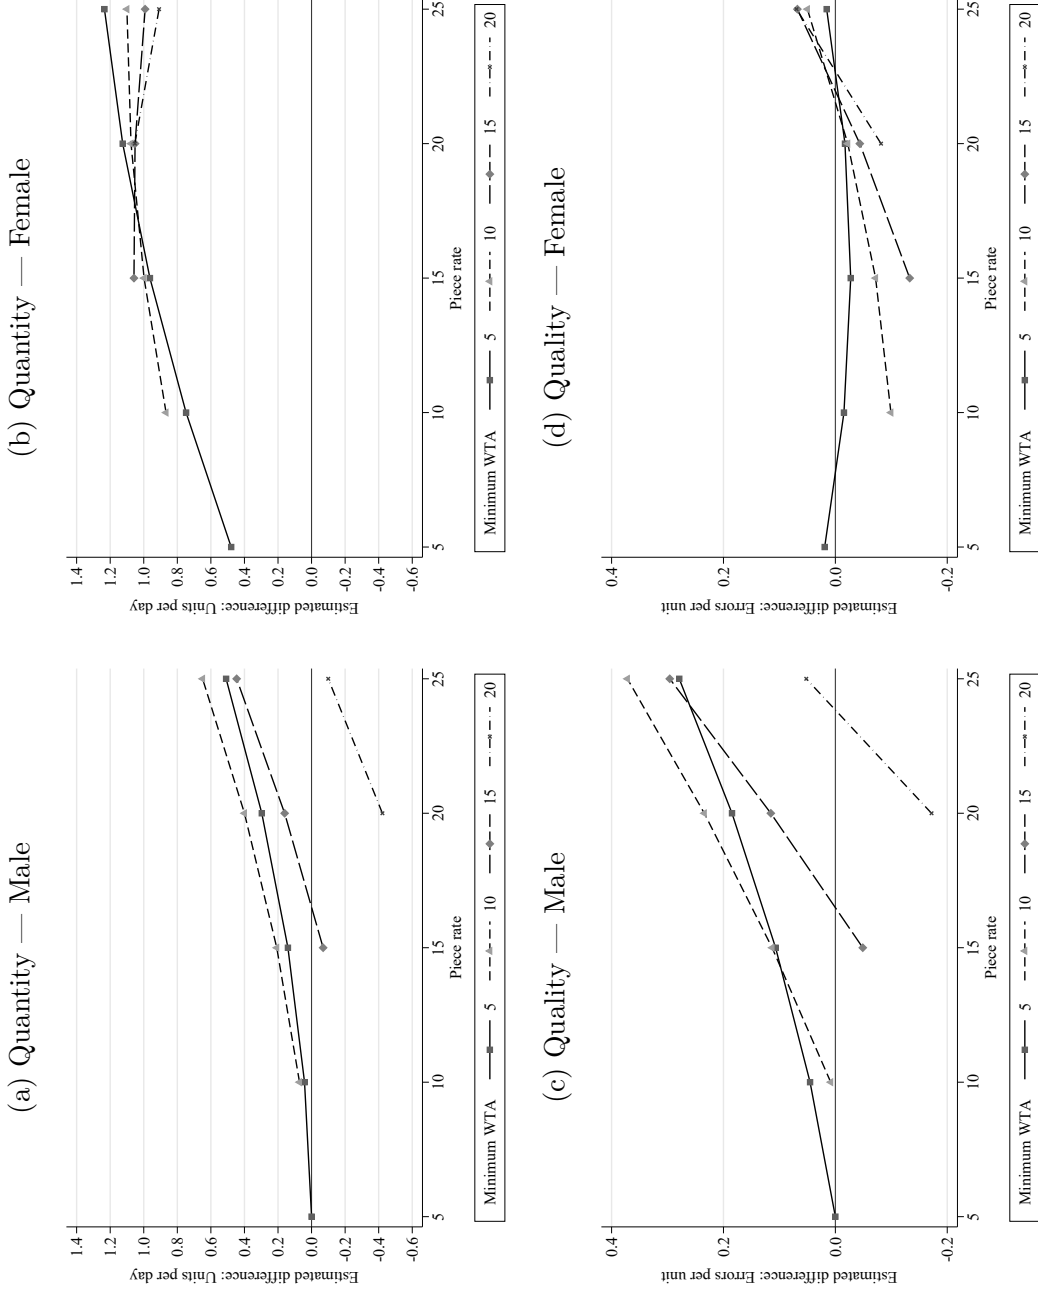 (a) Quantity — Male
Estimated difference: Units per day
1.4
1.2
1.0
0.8
0.6
0.4
0.2
0.0
-0.2
-0.4
-0.6
5 10 15 20 25
Piece rate
Minimum WTA 5 10 15 20
(b) Quantity — Female
Estimated difference: Units per day
1.4
1.2
1.0
0.8
0.6
0.4
0.2
0.0
-0.2
-0.4
-0.6
5 10 15 20 25
Piece rate
Minimum WTA 5 10 15 20
(c) Quality — Male
Estimated difference: Errors per unit
0.4
0.2
0.0
-0.2
5 10 15 20 25
Piece rate
Minimum WTA 5 10 15 20
(d) Quality — Female
Estimated difference: Errors per unit
0.4
0.2
0.0
-0.2
5 10 15 20 25
Piece rate
Minimum WTA 5 10 15 20